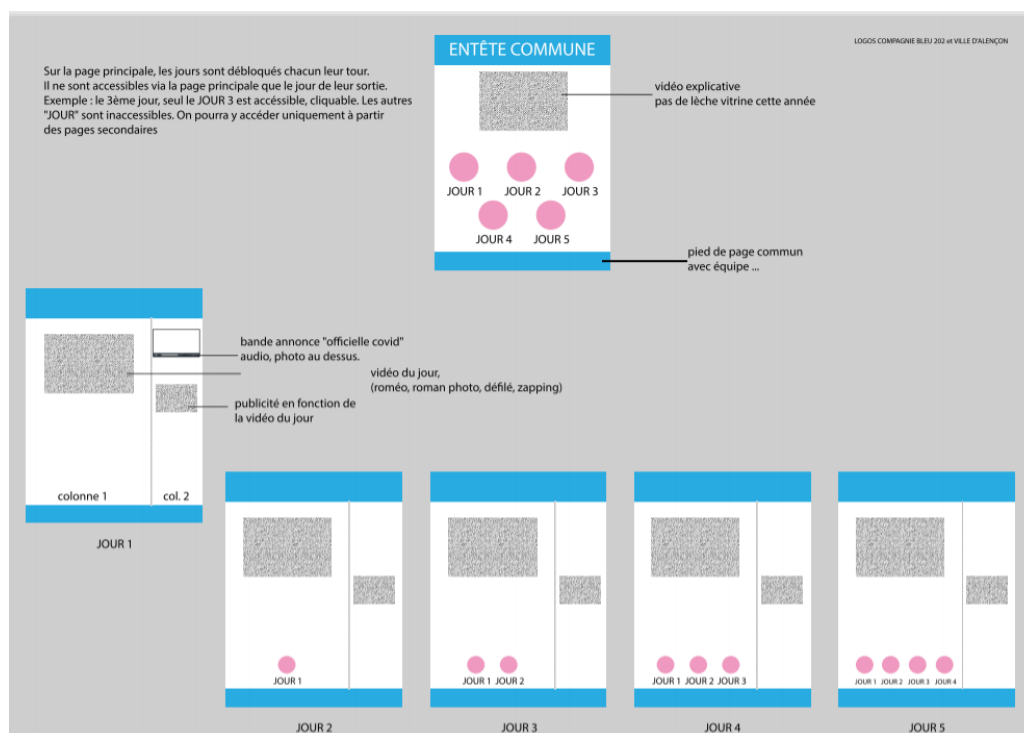 LOGOS COMPAGNIE BLEU 202 et VILLE D'ALENÇON
ENTÊTE COMMUNE
Sur la page principale, les jours sont débloqués chacun leur tour.
Il ne sont accessibles via la page principale que le jour de leur sortie.
Exemple : le 3ème jour, seul le JOUR 3 est accéssible, cliquable. Les autres
"JOUR" sont inaccessibles. On pourra y accéder uniquement à partir
des pages secondaires
vidéo explicative
pas de lèche vitrine cette année
JOUR 1 JOUR 2 JOUR 3
JOUR 4 JOUR 5
pied de page commun
avec équipe ...
bande annonce "officielle covid"
audio, photo au dessus.
vidéo du jour,
(roméo, roman photo, défilé, zapping)
publicité en fonction de
la vidéo du jour
colonne 1 col. 2
JOUR 1
JOUR 1
JOUR 2
JOUR 1 JOUR 2
JOUR 3
JOUR 1 JOUR 2 JOUR 3
JOUR 4
JOUR 1 JOUR 2 JOUR 3 JOUR 4
JOUR 5